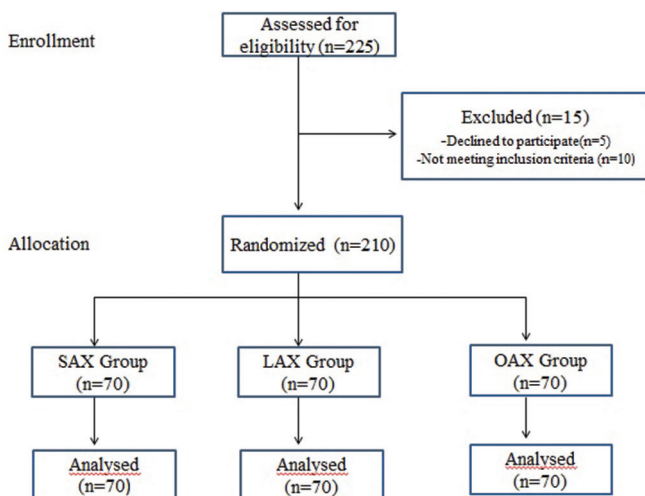 Enrollment
Assessed for
eligibility (n=225)
Excluded (n=15)
-Declined to participate(n=5)
-Not meeting inclusion criteria (n=10)
Allocation
Randomized (n=210)
SAX Group
(n=70)
LAX Group
(n=70)
OAX Group
(n=70)
Analysed
(n=70)
Analysed
(n=70)
Analysed
(n=70)